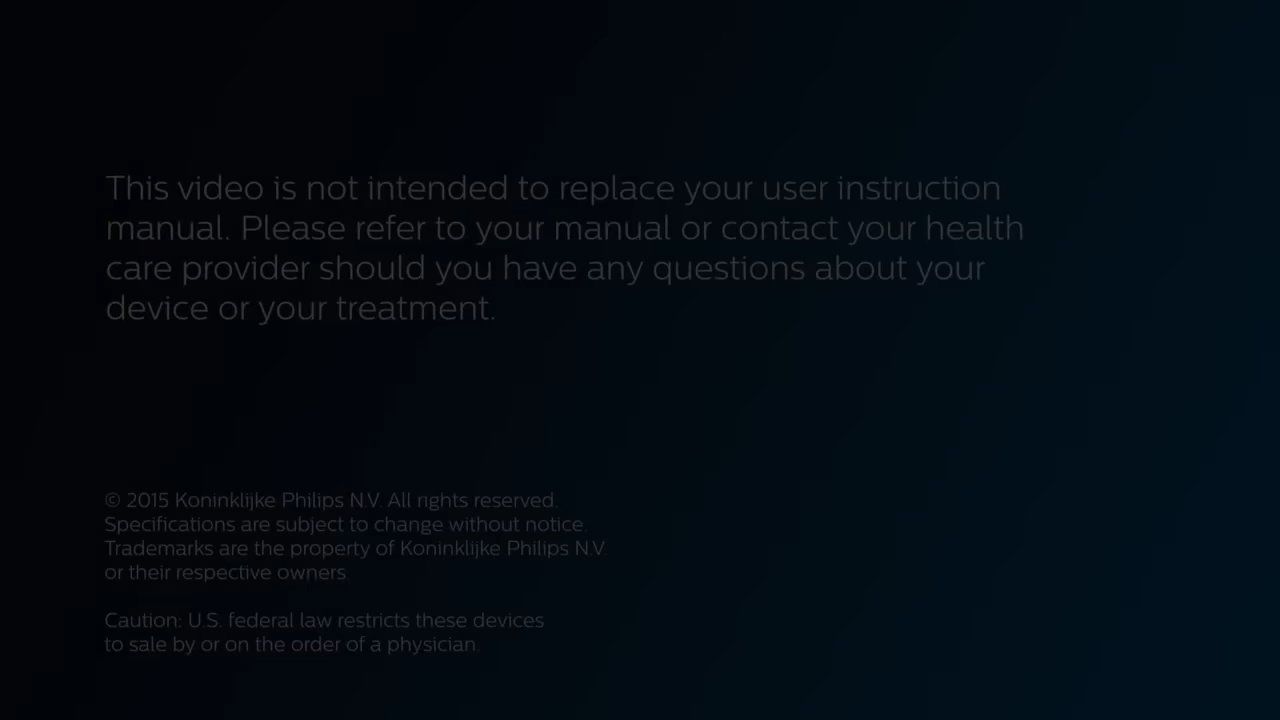 This video is not intended to replace your user instruction
manual. Please refer to your manual or contact your health
care provider should you have any questions about your
device or your treatment.
© 2015 Koninklijke Philips N.V. All rights reserved.
Specifications are subject to change without notice.
Trademarks are the property of Koninklijke Philips N.V.
or their respective owners.
Caution: U.S. federal law restricts these devices
to sale by or on the order of a physician.